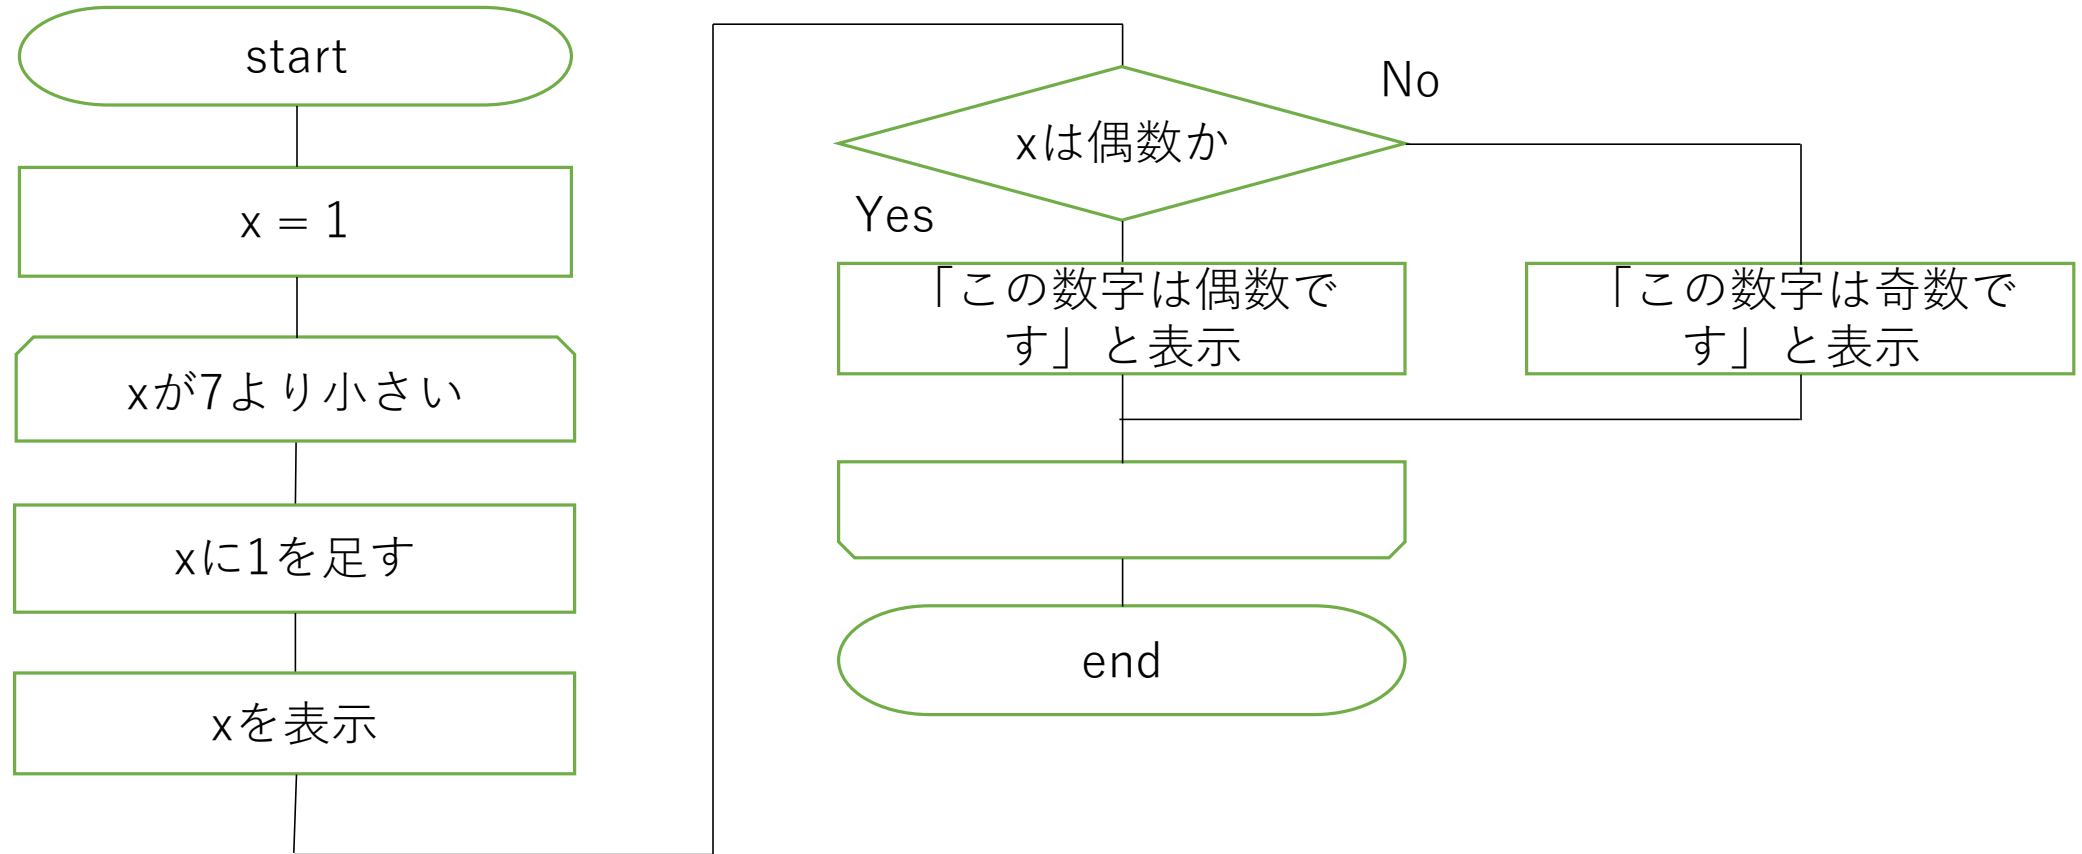 start
x = 1
xが7より小さい
xに1を足す
xを表示
xは偶数か
No
Yes
「この数字は偶数で
す」と表示
「この数字は奇数で
す」と表示
end